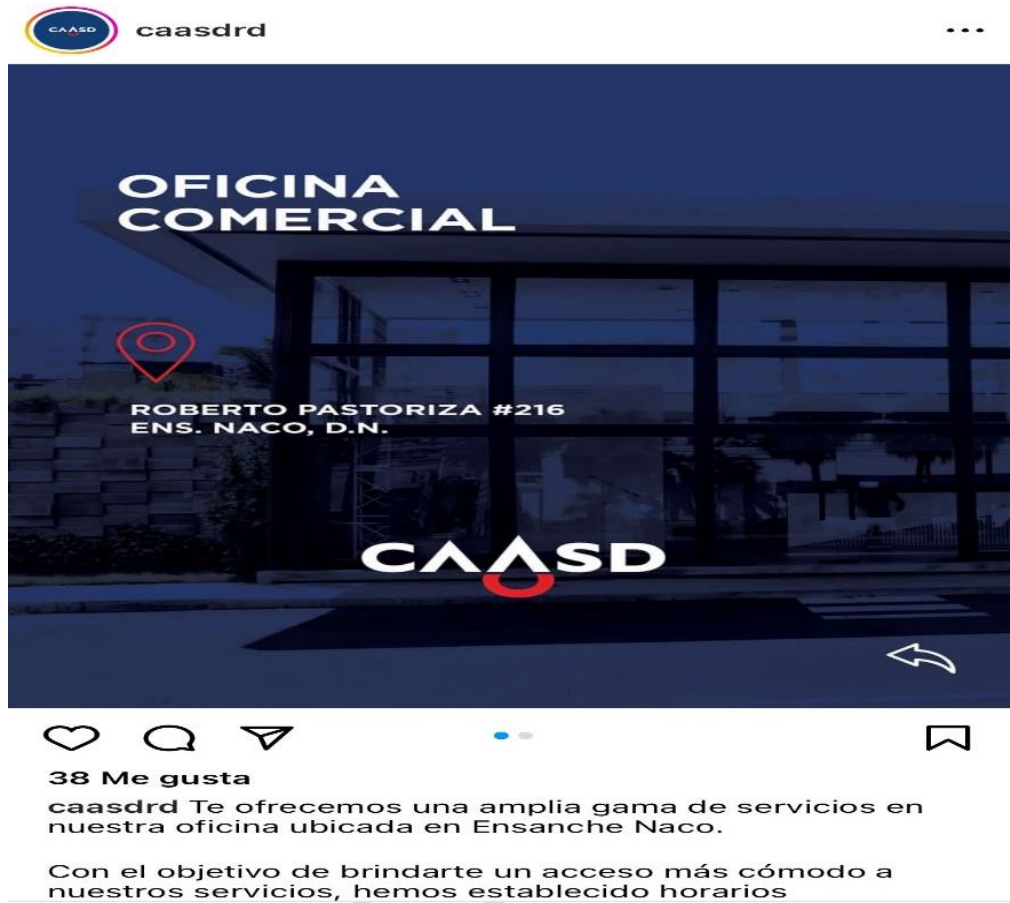 CAASD
caasdrd
OFICINA
COMERCIAL
ROBERTO PASTORIZA #216
ENS. NACO, D.N.
CAASD
38 Me gusta
caasdrd Te ofrecemos una amplia gama de servicios en
nuestra oficina ubicada en Ensanche Naco.
Con el objetivo de brindarte un acceso más cómodo a
nuestros servicios, hemos establecido horarios